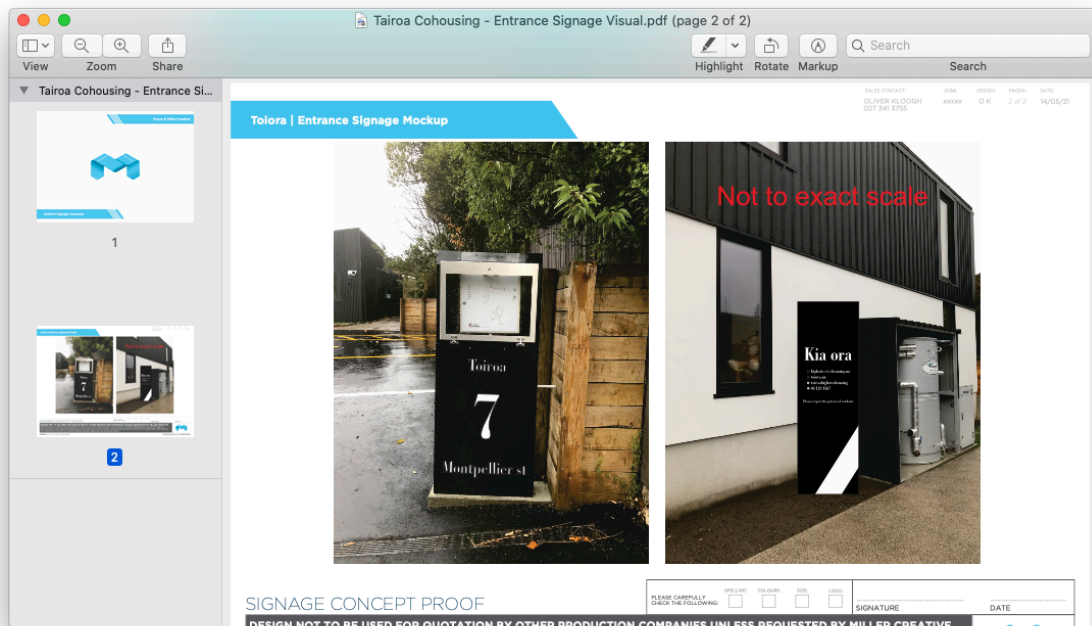 Tairoa Cohousing - Entrance Signage Visual.pdf (page 2 of 2)
View
Zoom
Share
Highlight
Rotate
Markup
Search
Search
Tairoa Cohousing - Entrance Si...
1
2
Toiora | Entrance Signage Mockup
SALES CONTACT:
OLIVER KLOOGH
027 341 3755
JOB#:
xxxxx
DESIGN:
O K
PAGE#:
2 of 2
DATE:
14/05/21
Toiroa
7
Montpellier st
Not to exact scale
Kia ora
SIGNAGE CONCEPT PROOF
PLEASE CAREFULLY
CHECK THE FOLLOWING:
SPELLING:
COLOURS:
SIZE:
LOGO:
SIGNATURE
DATE
DESIGN NOT TO BE USED FOR QUOTATION BY OTHER PRODUCTION COMPANIES UNLESS REQUESTED BY MILLER CREATIVE